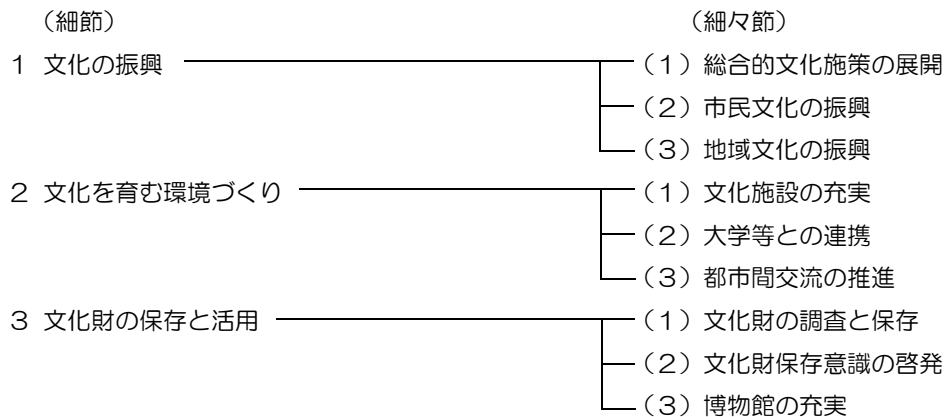 （細節） （細々節）
１ 文化の振興 （１）総合的文化施策の展開
（２）市民文化の振興
（３）地域文化の振興
２ 文化を育む環境づくり （１）文化施設の充実
（２）大学等との連携
（３）都市間交流の推進
３ 文化財の保存と活用 （１）文化財の調査と保存
（２）文化財保存意識の啓発
（３）博物館の充実